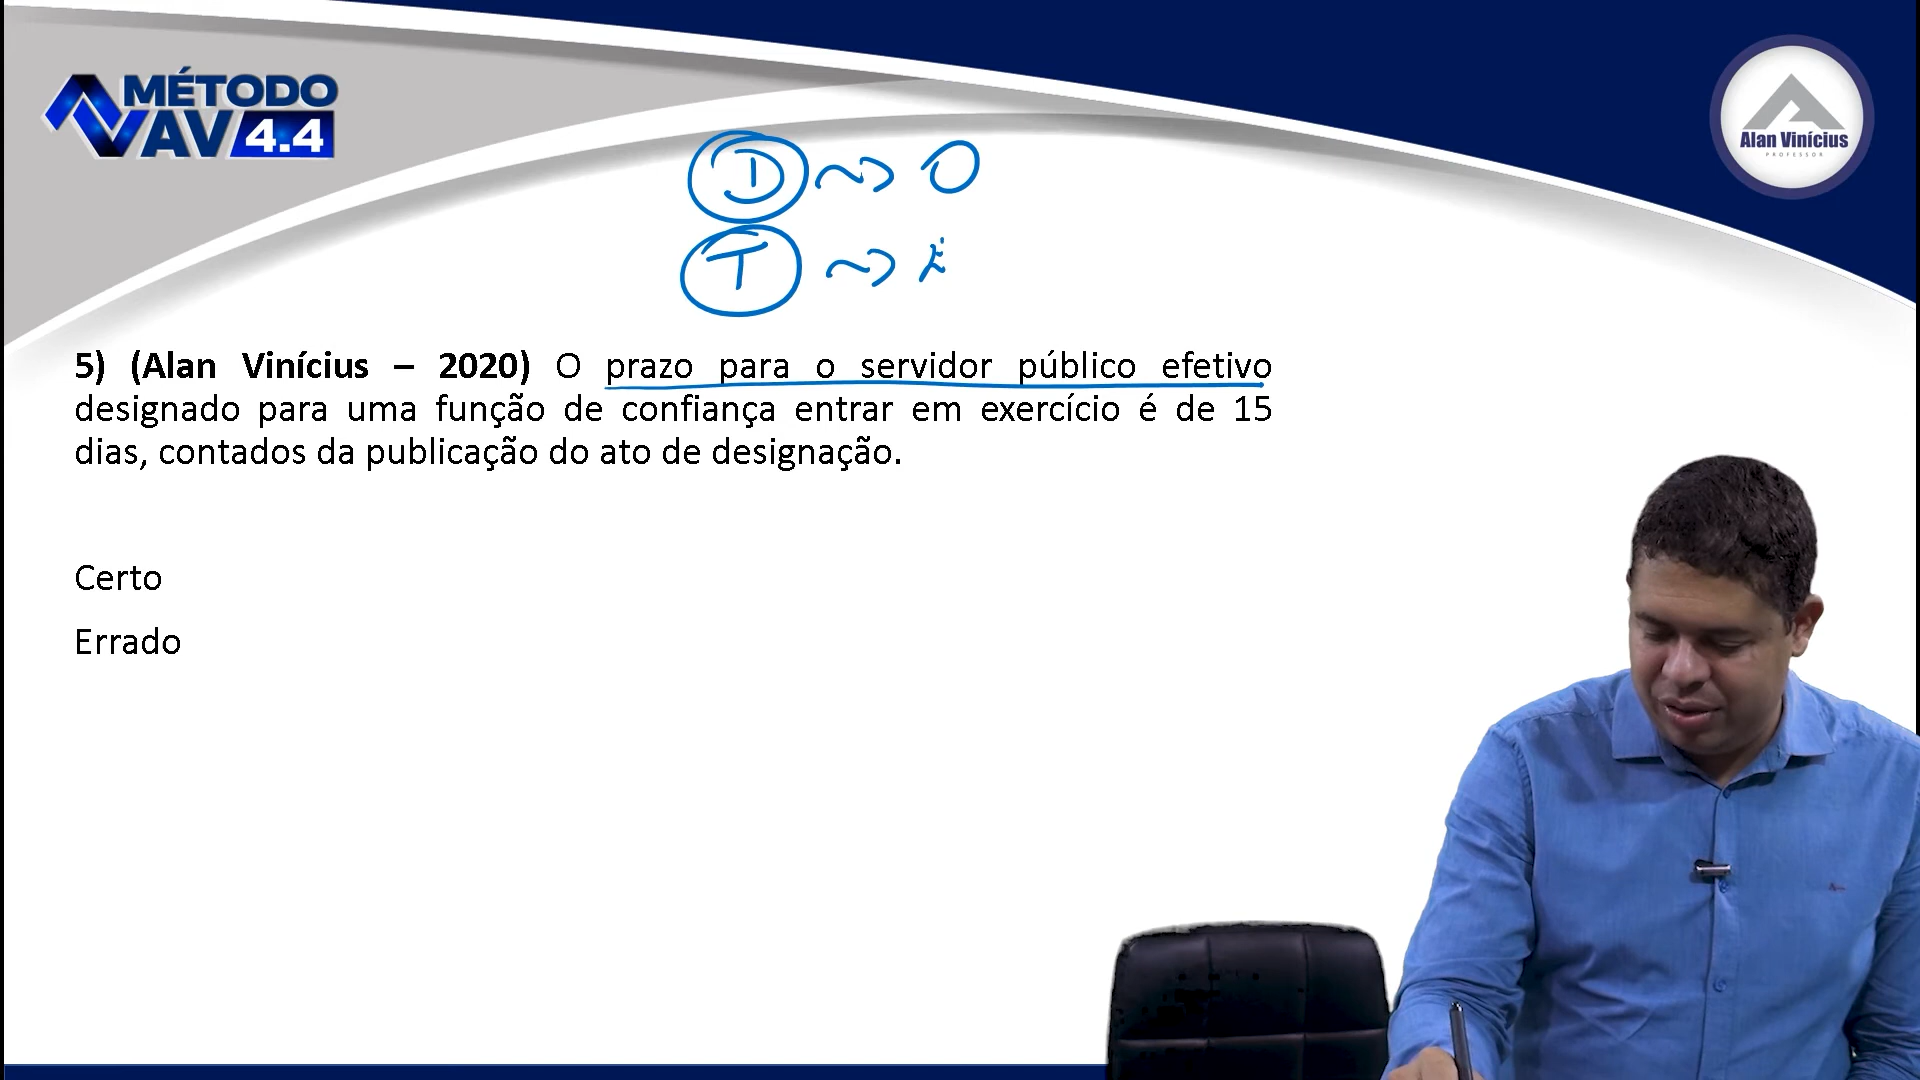 MÉTODO
AV 4.4
Alan Vinícius
PROFESSOR
D ~> O
T ~> E
5) (Alan Vinícius – 2020) O prazo para o servidor público efetivo
designado para uma função de confiança entrar em exercício é de 15
dias, contados da publicação do ato de designação.
Certo
Errado